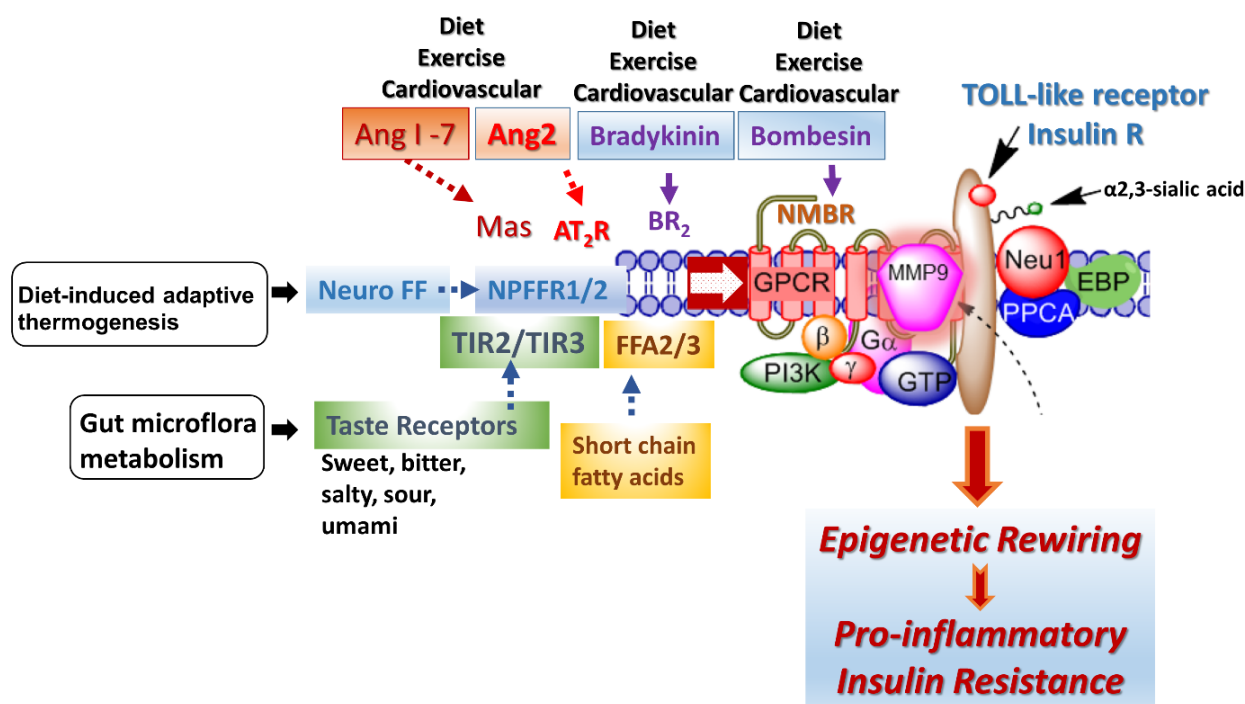 Diet
Exercise
Cardiovascular
Diet
Exercise
Cardiovascular
Diet
Exercise
Cardiovascular
Ang I -7
Ang2
Bradykinin
Bombesin
TOLL-like receptor
Insulin R
α2,3-sialic acid
Mas
AT₂R
BR₂
NMBR
Diet-induced adaptive
thermogenesis
Neuro FF
NPFFR1/2
GPCR
MMP9
Neu1
EBP
PPCA
TIR2/TIR3
FFA2/3
β
Gα
PI3K
γ
GTP
Gut microflora
metabolism
Taste Receptors
Sweet, bitter,
salty, sour,
umami
Short chain
fatty acids
Epigenetic Rewiring
Pro-inflammatory
Insulin Resistance